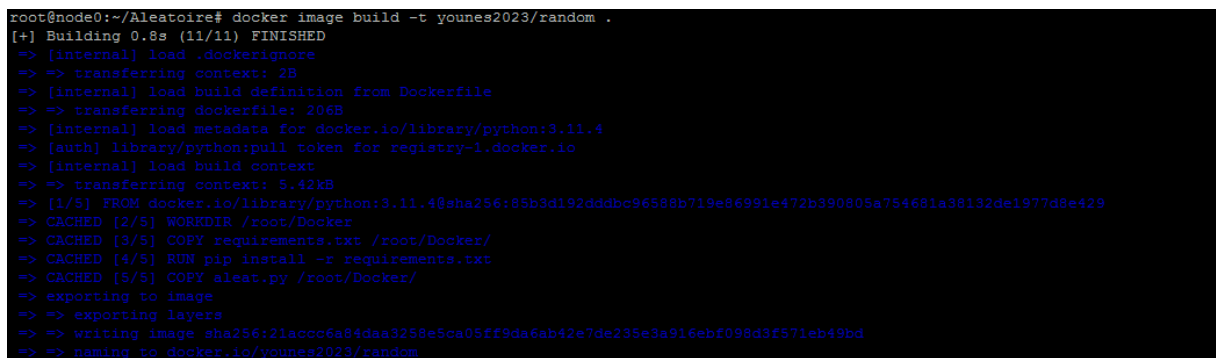 root@node0:~/Aleatoire# docker image build -t younes2023/random .
[+] Building 0.8s (11/11) FINISHED
=> [internal] load .dockerignore
=> => transferring context: 2B
=> [internal] load build definition from Dockerfile
=> => transferring dockerfile: 206B
=> [internal] load metadata for docker.io/library/python:3.11.4
=> [auth] library/python:pull token for registry-1.docker.io
=> [internal] load build context
=> => transferring context: 5.42kB
=> [1/5] FROM docker.io/library/python:3.11.4@sha256:85b3d192dddbc96588b719e86991e472b390805a754681a38132de1977d8e429
=> CACHED [2/5] WORKDIR /root/Docker
=> CACHED [3/5] COPY requirements.txt /root/Docker/
=> CACHED [4/5] RUN pip install -r requirements.txt
=> CACHED [5/5] COPY aleat.py /root/Docker/
=> exporting to image
=> => exporting layers
=> => writing image sha256:21accc6a84daa3258e5ca05ff9da6ab42e7de235e3a916ebf098d3f571eb49bd
=> => naming to docker.io/younes2023/random